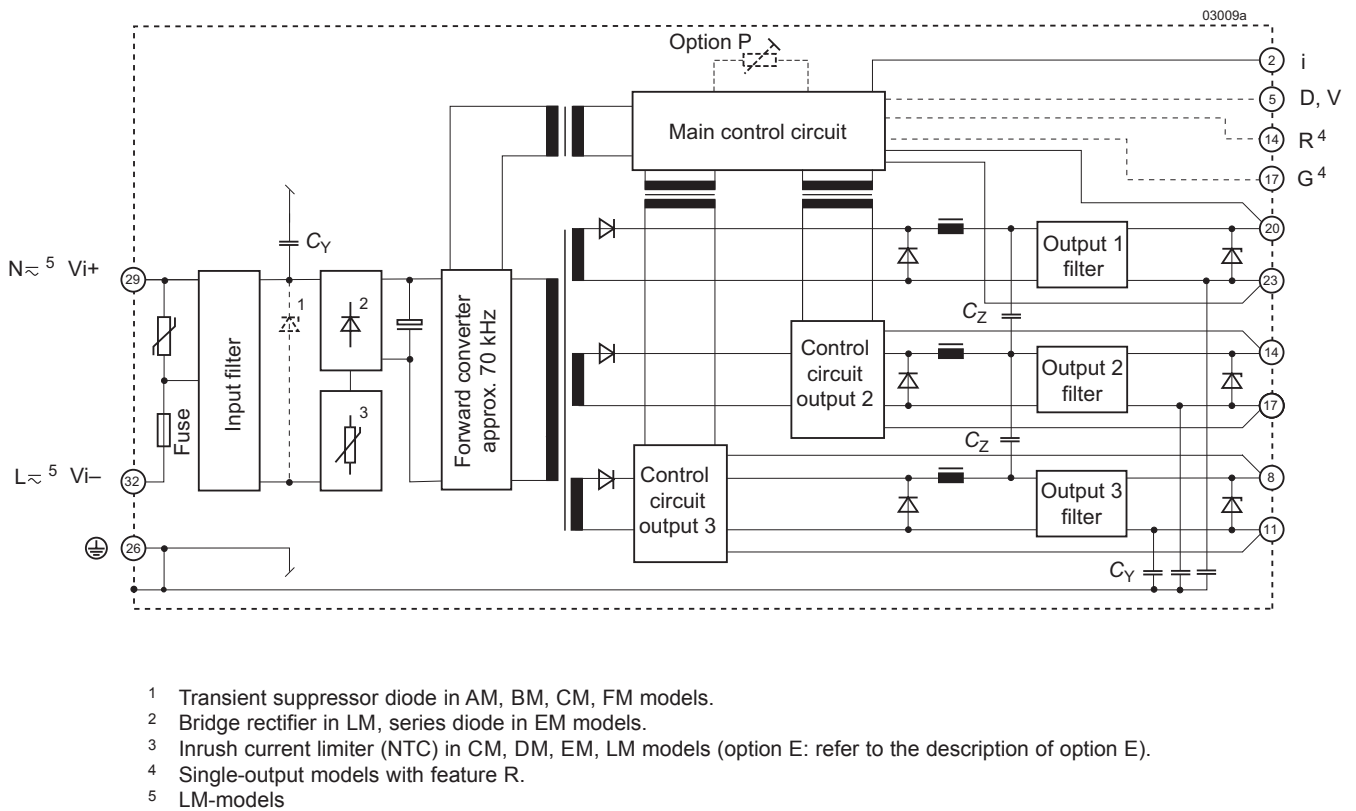 03009a
Option P
2 i
Main control circuit
5 D, V
14 R 4
17 G 4
CY
20
Output 1
filter
N≂ 5 Vi+
29
23
1
2
CZ
Input filter
Forward converter
approx. 70 kHz
Control
circuit
output 2
14
Output 2
filter
3
17
Fuse
CZ
L≂ 5 Vi–
32
Control
circuit
output 3
8
Output 3
filter
11
26
CY
1 Transient suppressor diode in AM, BM, CM, FM models.
2 Bridge rectifier in LM, series diode in EM models.
3 Inrush current limiter (NTC) in CM, DM, EM, LM models (option E: refer to the description of option E).
4 Single-output models with feature R.
5 LM-models